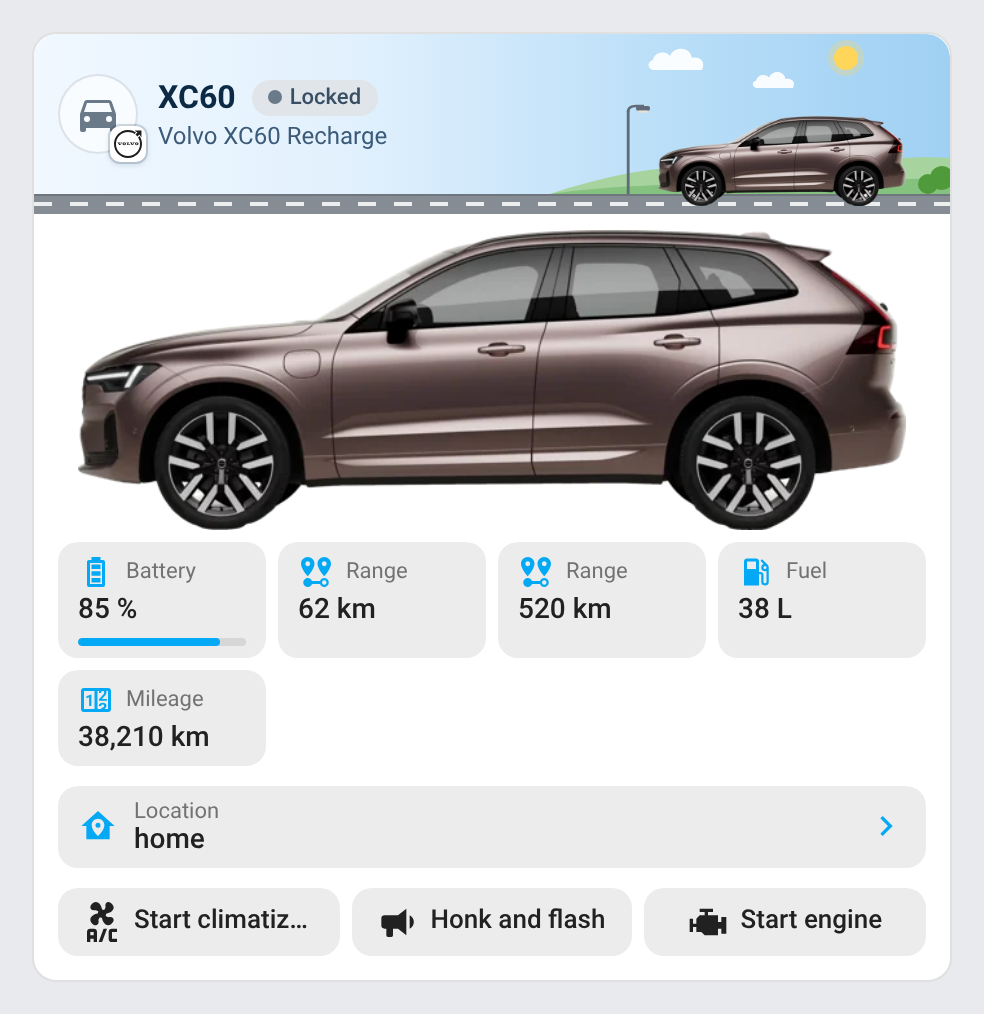 XC60
Locked
VOLVO
Volvo XC60 Recharge
Battery
85 %
Range
62 km
Range
520 km
Fuel
38 L
Mileage
38,210 km
Location
home
A/C
Start climatiz...
Honk and flash
Start engine